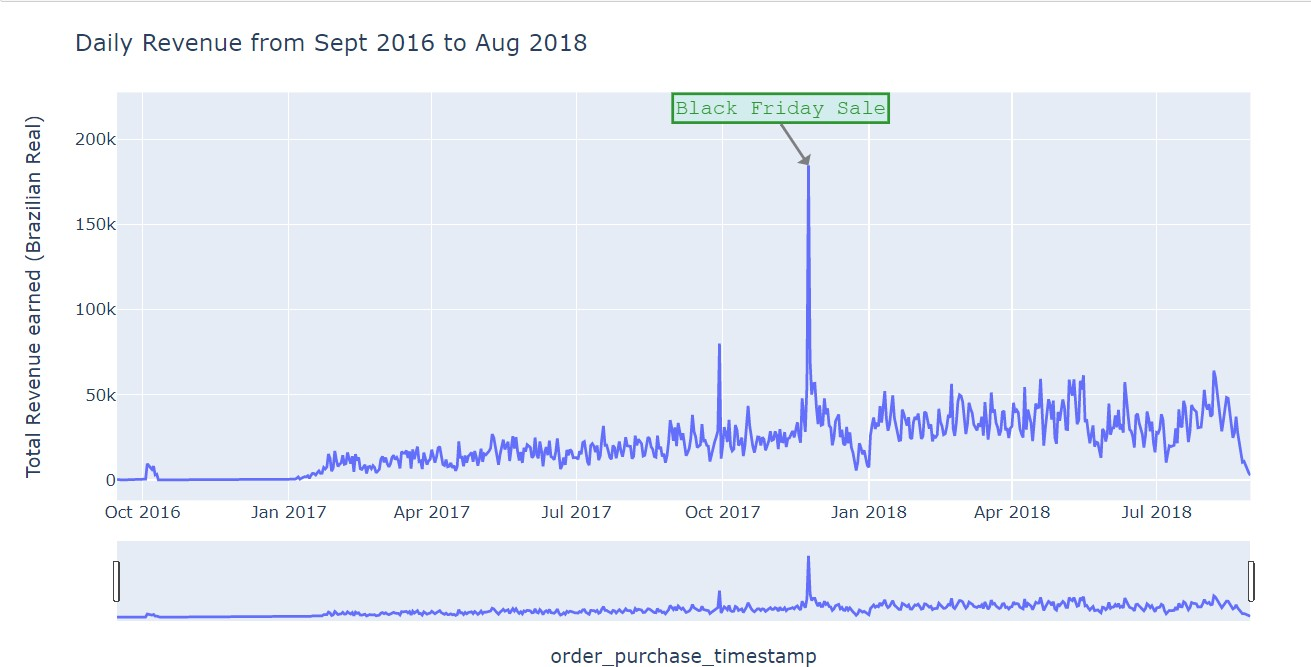 Daily Revenue from Sept 2016 to Aug 2018
Total Revenue earned (Brazilian Real)
Black Friday Sale
200k
150k
100k
50k
0
Oct 2016
Jan 2017
Apr 2017
Jul 2017
Oct 2017
Jan 2018
Apr 2018
Jul 2018
order_purchase_timestamp